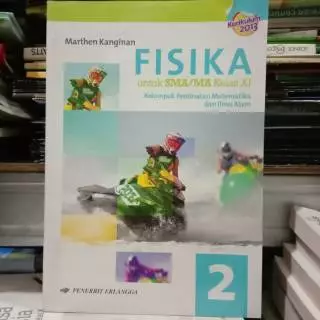 Kurikulum
2013
Marthen Kanginan
FISIKA
untuk SMA/MA Kelas XI
Kelompok Peminatan Matematika
dan Ilmu Alam
2
PENERBIT ERLANGGA